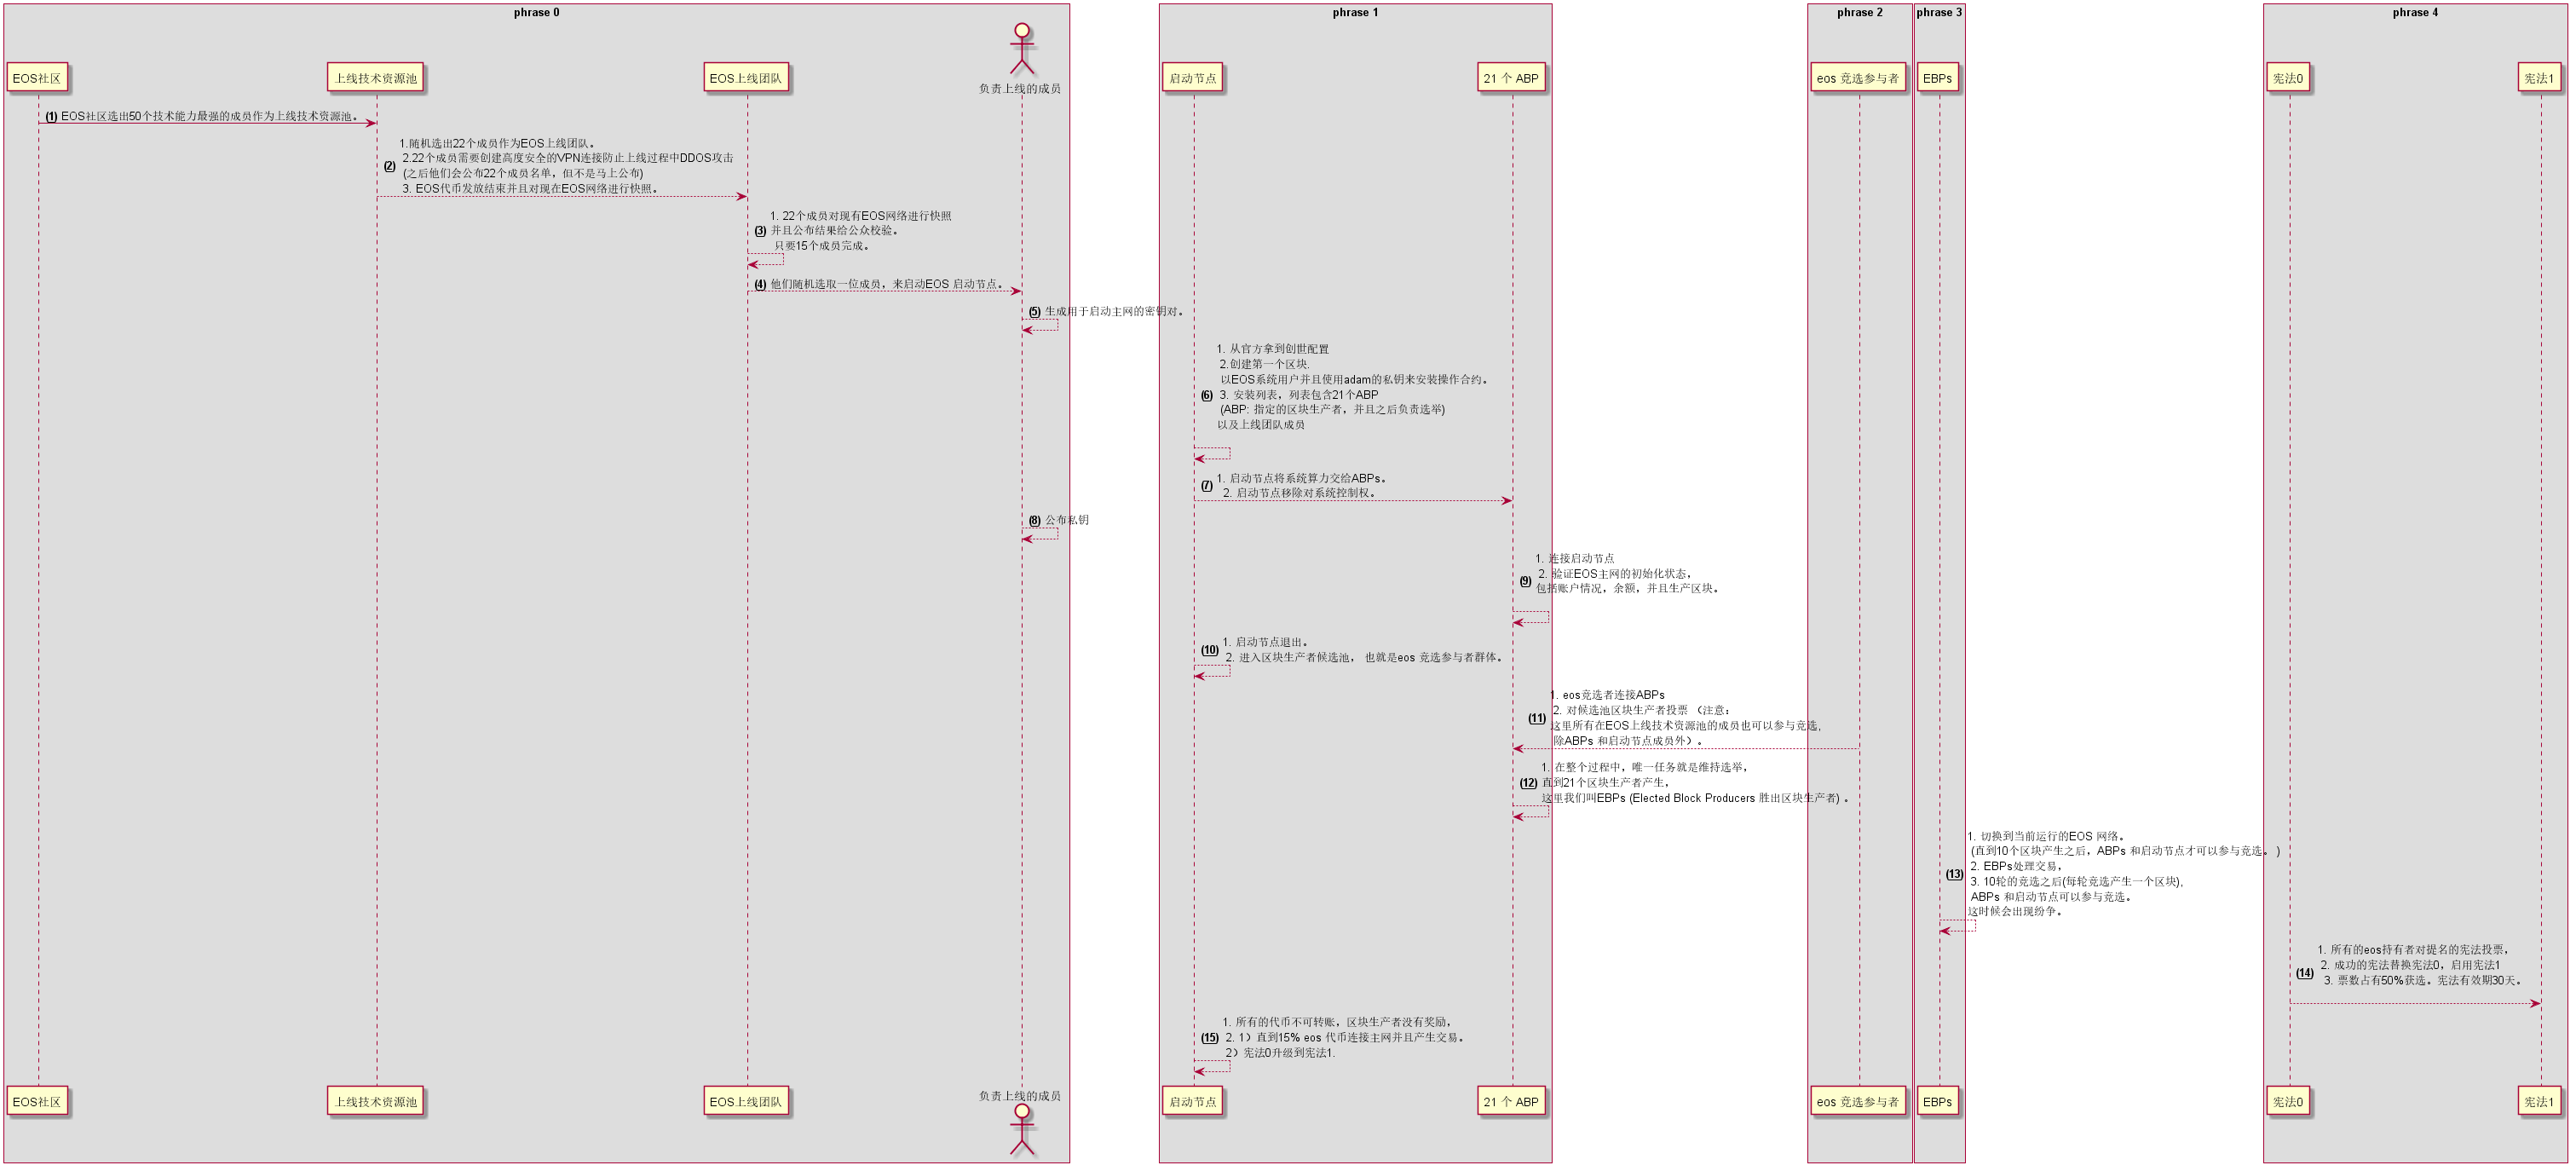 phrase 0
phrase 1
phrase 2
phrase 3
phrase 4
EOS社区
上线技术资源池
EOS上线团队
负责上线的成员
启动节点
21 个 ABP
eos 竞选参与者
EBPs
宪法0
宪法1
(1) EOS社区选出50个技术能力最强的成员作为上线技术资源池。
(2) 1.随机选出22个成员作为EOS上线团队。
2.22个成员需要创建高度安全的VPN连接防止上线过程中DDOS攻击
(之后他们会公布22个成员名单，但不是马上公布)
3. EOS代币发放结束并且对现在EOS网络进行快照。
(3) 1. 22个成员对现有EOS网络进行快照
并且公布结果给公众校验。
只要15个成员完成。
(4) 他们随机选取一位成员，来启动EOS 启动节点。
(5) 生成用于启动主网的密钥对。
(6) 1. 从官方拿到创世配置
2.创建第一个区块.
以EOS系统用户并且使用adam的私钥来安装操作合约。
3. 安装列表，列表包含21个ABP
(ABP: 指定的区块生产者，并且之后负责选举)
以及上线团队成员
(7) 1. 启动节点将系统算力交给ABPs。
2. 启动节点移除对系统控制权。
(8) 公布私钥
(9) 1. 连接启动节点
2. 验证EOS主网的初始化状态，
包括账户情况，余额，并且生产区块。
(10) 1. 启动节点退出。
2. 进入区块生产者候选池， 也就是eos 竞选参与者群体。
(11) 1. eos竞选者连接ABPs
2. 对候选池区块生产者投票 （注意：
这里所有在EOS上线技术资源池的成员也可以参与竞选,
除ABPs 和启动节点成员外）。
(12) 1. 在整个过程中，唯一任务就是维持选举，
直到21个区块生产者产生，
这里我们叫EBPs (Elected Block Producers 胜出区块生产者) 。
(13) 1. 切换到当前运行的EOS 网络。
(直到10个区块产生之后，ABPs 和启动节点才可以参与竞选。 )
2. EBPs处理交易，
3. 10轮的竞选之后(每轮竞选产生一个区块),
ABPs 和启动节点可以参与竞选。
这时候会出现纷争。
(14) 1. 所有的eos持有者对提名的宪法投票，
2. 成功的宪法替换宪法0，启用宪法1
3. 票数占有50%获选。宪法有效期30天。
(15) 1. 所有的代币不可转账，区块生产者没有奖励，
2. 1）直到15% eos 代币连接主网并且产生交易。
2）宪法0升级到宪法1.
EOS社区
上线技术资源池
EOS上线团队
负责上线的成员
启动节点
21 个 ABP
eos 竞选参与者
EBPs
宪法0
宪法1